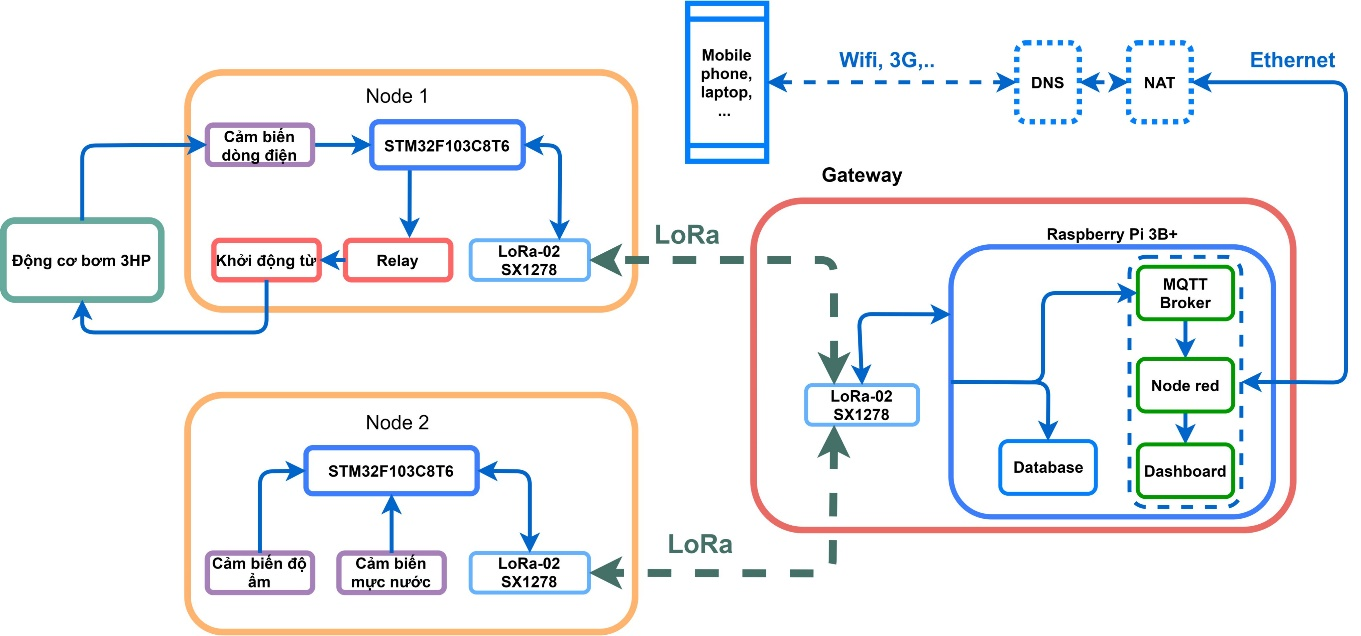 Mobile
phone,
laptop,
...
Wifi, 3G,..
DNS
NAT
Ethernet
Node 1
Cảm biến
dòng điện
STM32F103C8T6
Động cơ bơm 3HP
Khởi động từ
Relay
LoRa-02
SX1278
LoRa
Gateway
Raspberry Pi 3B+
MQTT
Broker
Node red
Dashboard
Database
LoRa-02
SX1278
Node 2
STM32F103C8T6
Cảm biến độ
ẩm
Cảm biến
mực nước
LoRa-02
SX1278
LoRa